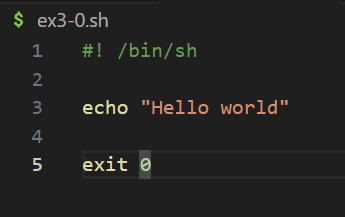 $ ex3-0.sh
1 #! /bin/sh
2
3 echo "Hello world"
4
5 exit 0